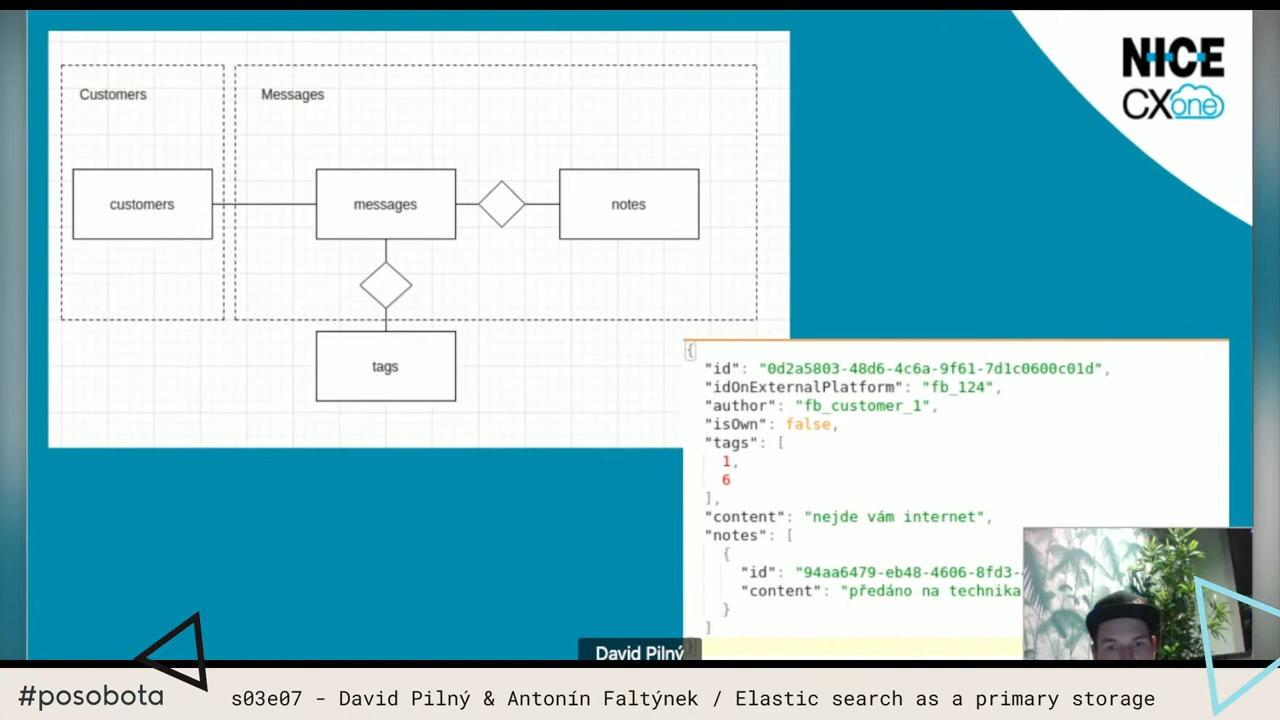 Customers
Messages
customers
messages
notes
tags
NICE
CXone
{
"id": "0d2a5803-48d6-4c6a-9f61-7d1c0600c01d",
"idOnExternalPlatform": "fb_124",
"author": "fb_customer_1",
"isOwn": false,
"tags": [
1,
6
],
"content": "nejde vám internet",
"notes": [
{
"id": "94aa6479-eb48-4606-8fd3-
"content": "předáno na technika
}
]
}
David Pilný
#posobota
s03e07 - David Pilný & Antonín Faltýnek / Elastic search as a primary storage